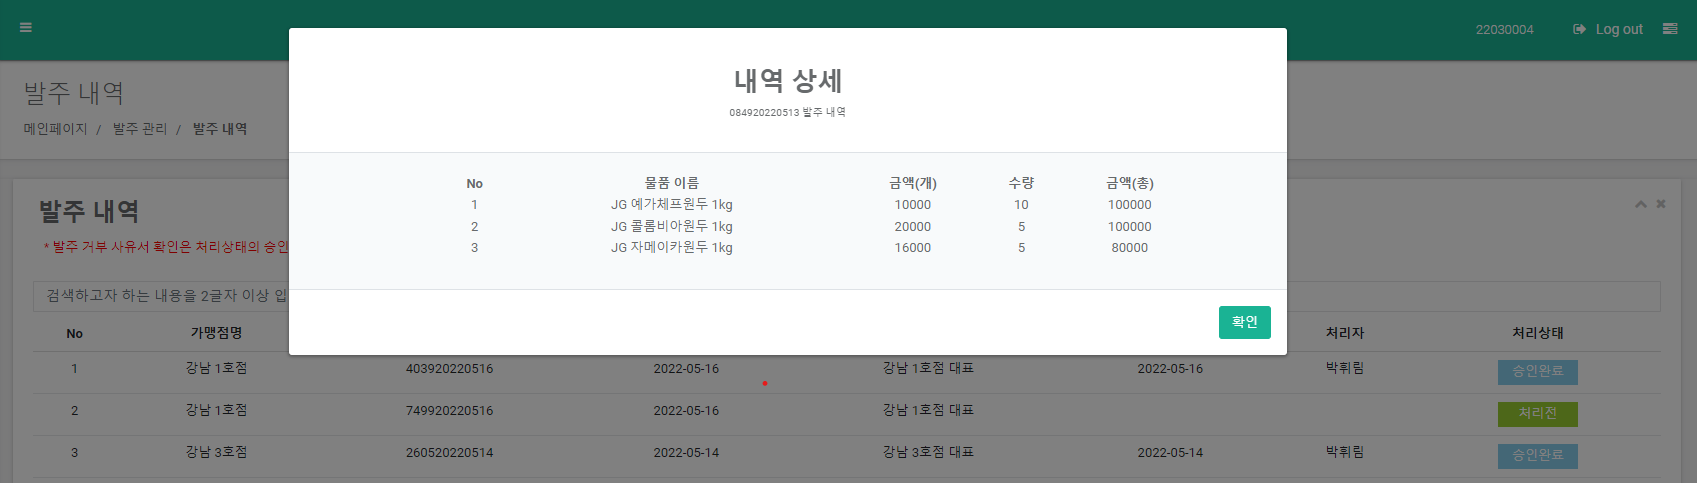 22030004 Log out
발주 내역
메인페이지 / 발주 관리 / 발주 내역
내역 상세
084920220513 발주 내역
No 물품 이름 금액(개) 수량 금액(총)
1 JG 예가체프원두 1kg 10000 10 100000
2 JG 콜롬비아원두 1kg 20000 5 100000
3 JG 자메이카원두 1kg 16000 5 80000
확인
발주 내역
* 발주 거부 사유서 확인은 처리상태의 승인
검색하고자 하는 내용을 2글자 이상 입
No 가맹점명 처리자 처리상태
1 강남 1호점 403920220516 2022-05-16 강남 1호점 대표 2022-05-16 박휘림 승인완료
2 강남 1호점 749920220516 2022-05-16 강남 1호점 대표 처리전
3 강남 3호점 260520220514 2022-05-14 강남 3호점 대표 2022-05-14 박휘림 승인완료